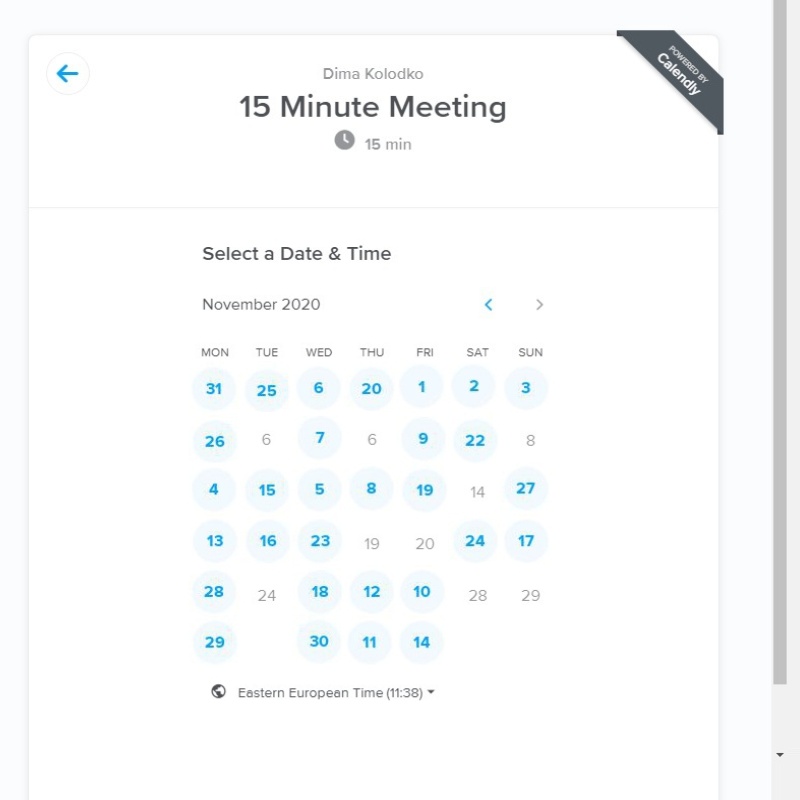 POWERED BY
Calendly
Dima Kolodko
15 Minute Meeting
15 min
Select a Date & Time
November 2020
MON TUE WED THU FRI SAT SUN
31 25 6 20 1 2 3
26 6 7 6 9 22 8
4 15 5 8 19 14 27
13 16 23 19 20 24 17
28 24 18 12 10 28 29
29 30 11 14
Eastern European Time (11:38)